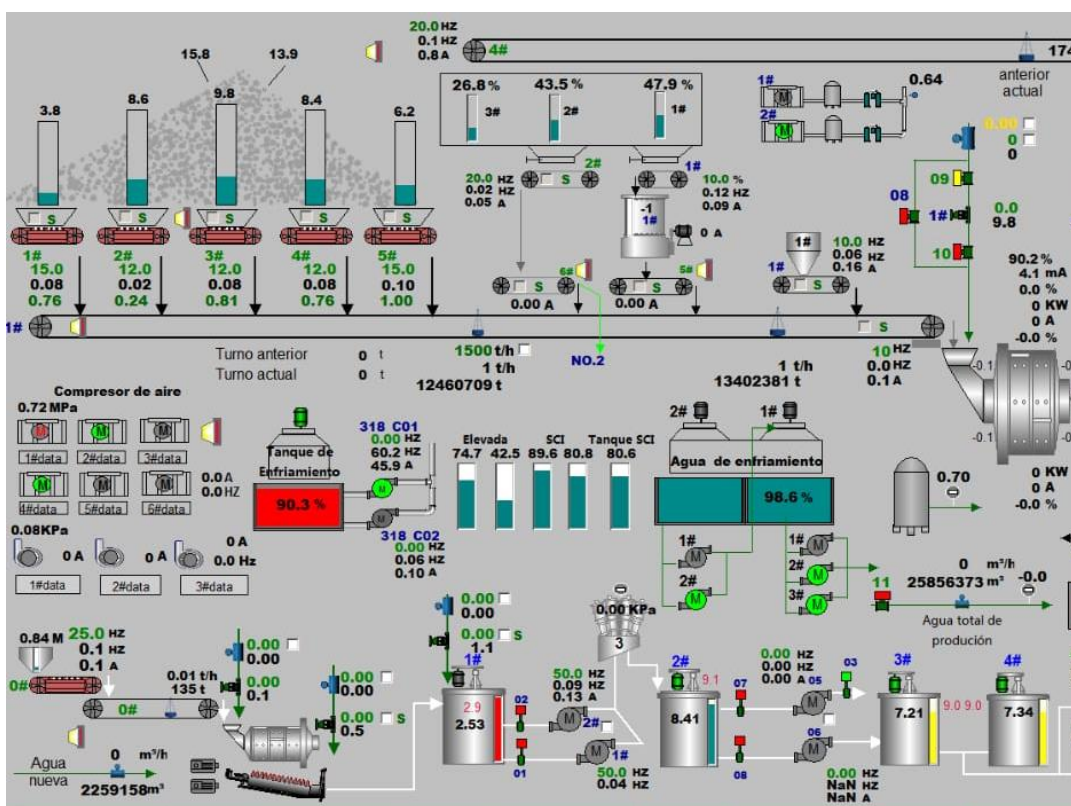 20.0 HZ
0.1 HZ
0.8 A
4#
174
15.8
13.9
3.8
8.6
9.8
8.4
6.2
26.8 %
43.5 %
47.9 %
3#
2#
1#
1#
2#
0.64
anterior
actual
0.00
0
0
S
S
S
S
S
1#
2#
3#
4#
5#
15.0
12.0
12.0
12.0
15.0
0.08
0.02
0.08
0.08
0.10
0.76
0.24
0.81
0.76
1.00
2#
20.0 HZ
0.02 HZ
0.05 A
S
1#
10.0 %
0.12 HZ
0.09 A
-1
1#
0 A
6#
S
0.00 A
5#
S
0.00 A
1#
1#
10.0 HZ
0.06 HZ
0.16 A
S
09
08
1#
0.0
9.8
10
90.2 %
4.1 mA
0.0 %
0 KW
0 A
-0.0 %
1#
S
Turno anterior 0 t
Turno actual 0 t
1500 t/h
1 t/h
12460709 t
NO.2
1 t/h
13402381 t
10 HZ
0.0 HZ
0.1 A
-0.1
-0.1
0 KW
0 A
-0.0 %
Compresor de aire
0.72 MPa
M
M
M
1#data
2#data
3#data
M
M
M
0.0 A
0.0 HZ
4#data
5#data
6#data
0.08KPa
0 A
0 A
0 A
0.0 Hz
1#data
2#data
3#data
Tanque de
Enfriamiento
90.3 %
318 C01
0.00 HZ
60.2 HZ
45.9 A
M
M
318 C02
0.00 HZ
0.06 HZ
0.10 A
Elevada
SCI
Tanque SCI
74.7
42.5
89.6
80.8
80.6
2#
1#
Agua de enfriamiento
98.6 %
1#
M
2#
M
1#
M
2#
M
3#
M
0.70
0 m³/h
25856373 m³
-0.0
11
Agua total de
produción
0.84 M
25.0 HZ
0.1 HZ
0.1 A
0#
0#
0.01 t/h
135 t
0.00
0.00
0.00
0.1
0.00
0.00
0.00 S
0.5
0.00
0.00
0.00 S
1.1
Agua
nueva
0 m³/h
2259158 m³
1#
2.9
2.53
02
01
50.0 HZ
0.09 HZ
0.13 A
2#
M
M
1#
50.0 HZ
0.04 HZ
0.00 KPa
3
2#
9.1
8.41
07
08
0.00 HZ
0.00 HZ
0.00 A
M
05
03
06
M
0.00 HZ
NaN HZ
NaN A
3#
7.21
9.0
9.0
4#
7.34